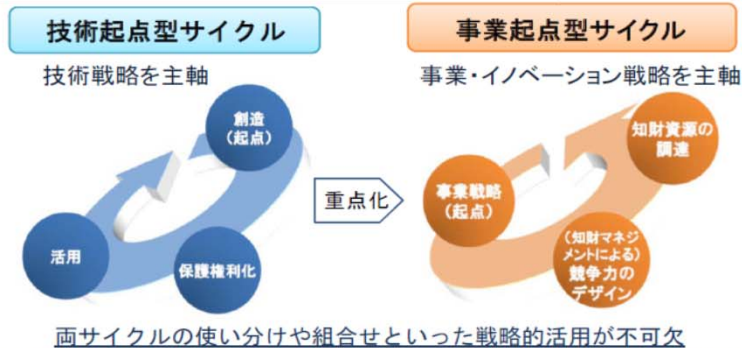 技術起点型サイクル
技術戦略を主軸
創造
(起点)
保護権利化
活用
重点化
事業起点型サイクル
事業・イノベーション戦略を主軸
事業戦略
(起点)
(知財マネジ
メントによる)
競争力の
デザイン
知財資源の
調達
両サイクルの使い分けや組合せといった戦略的活用が不可欠